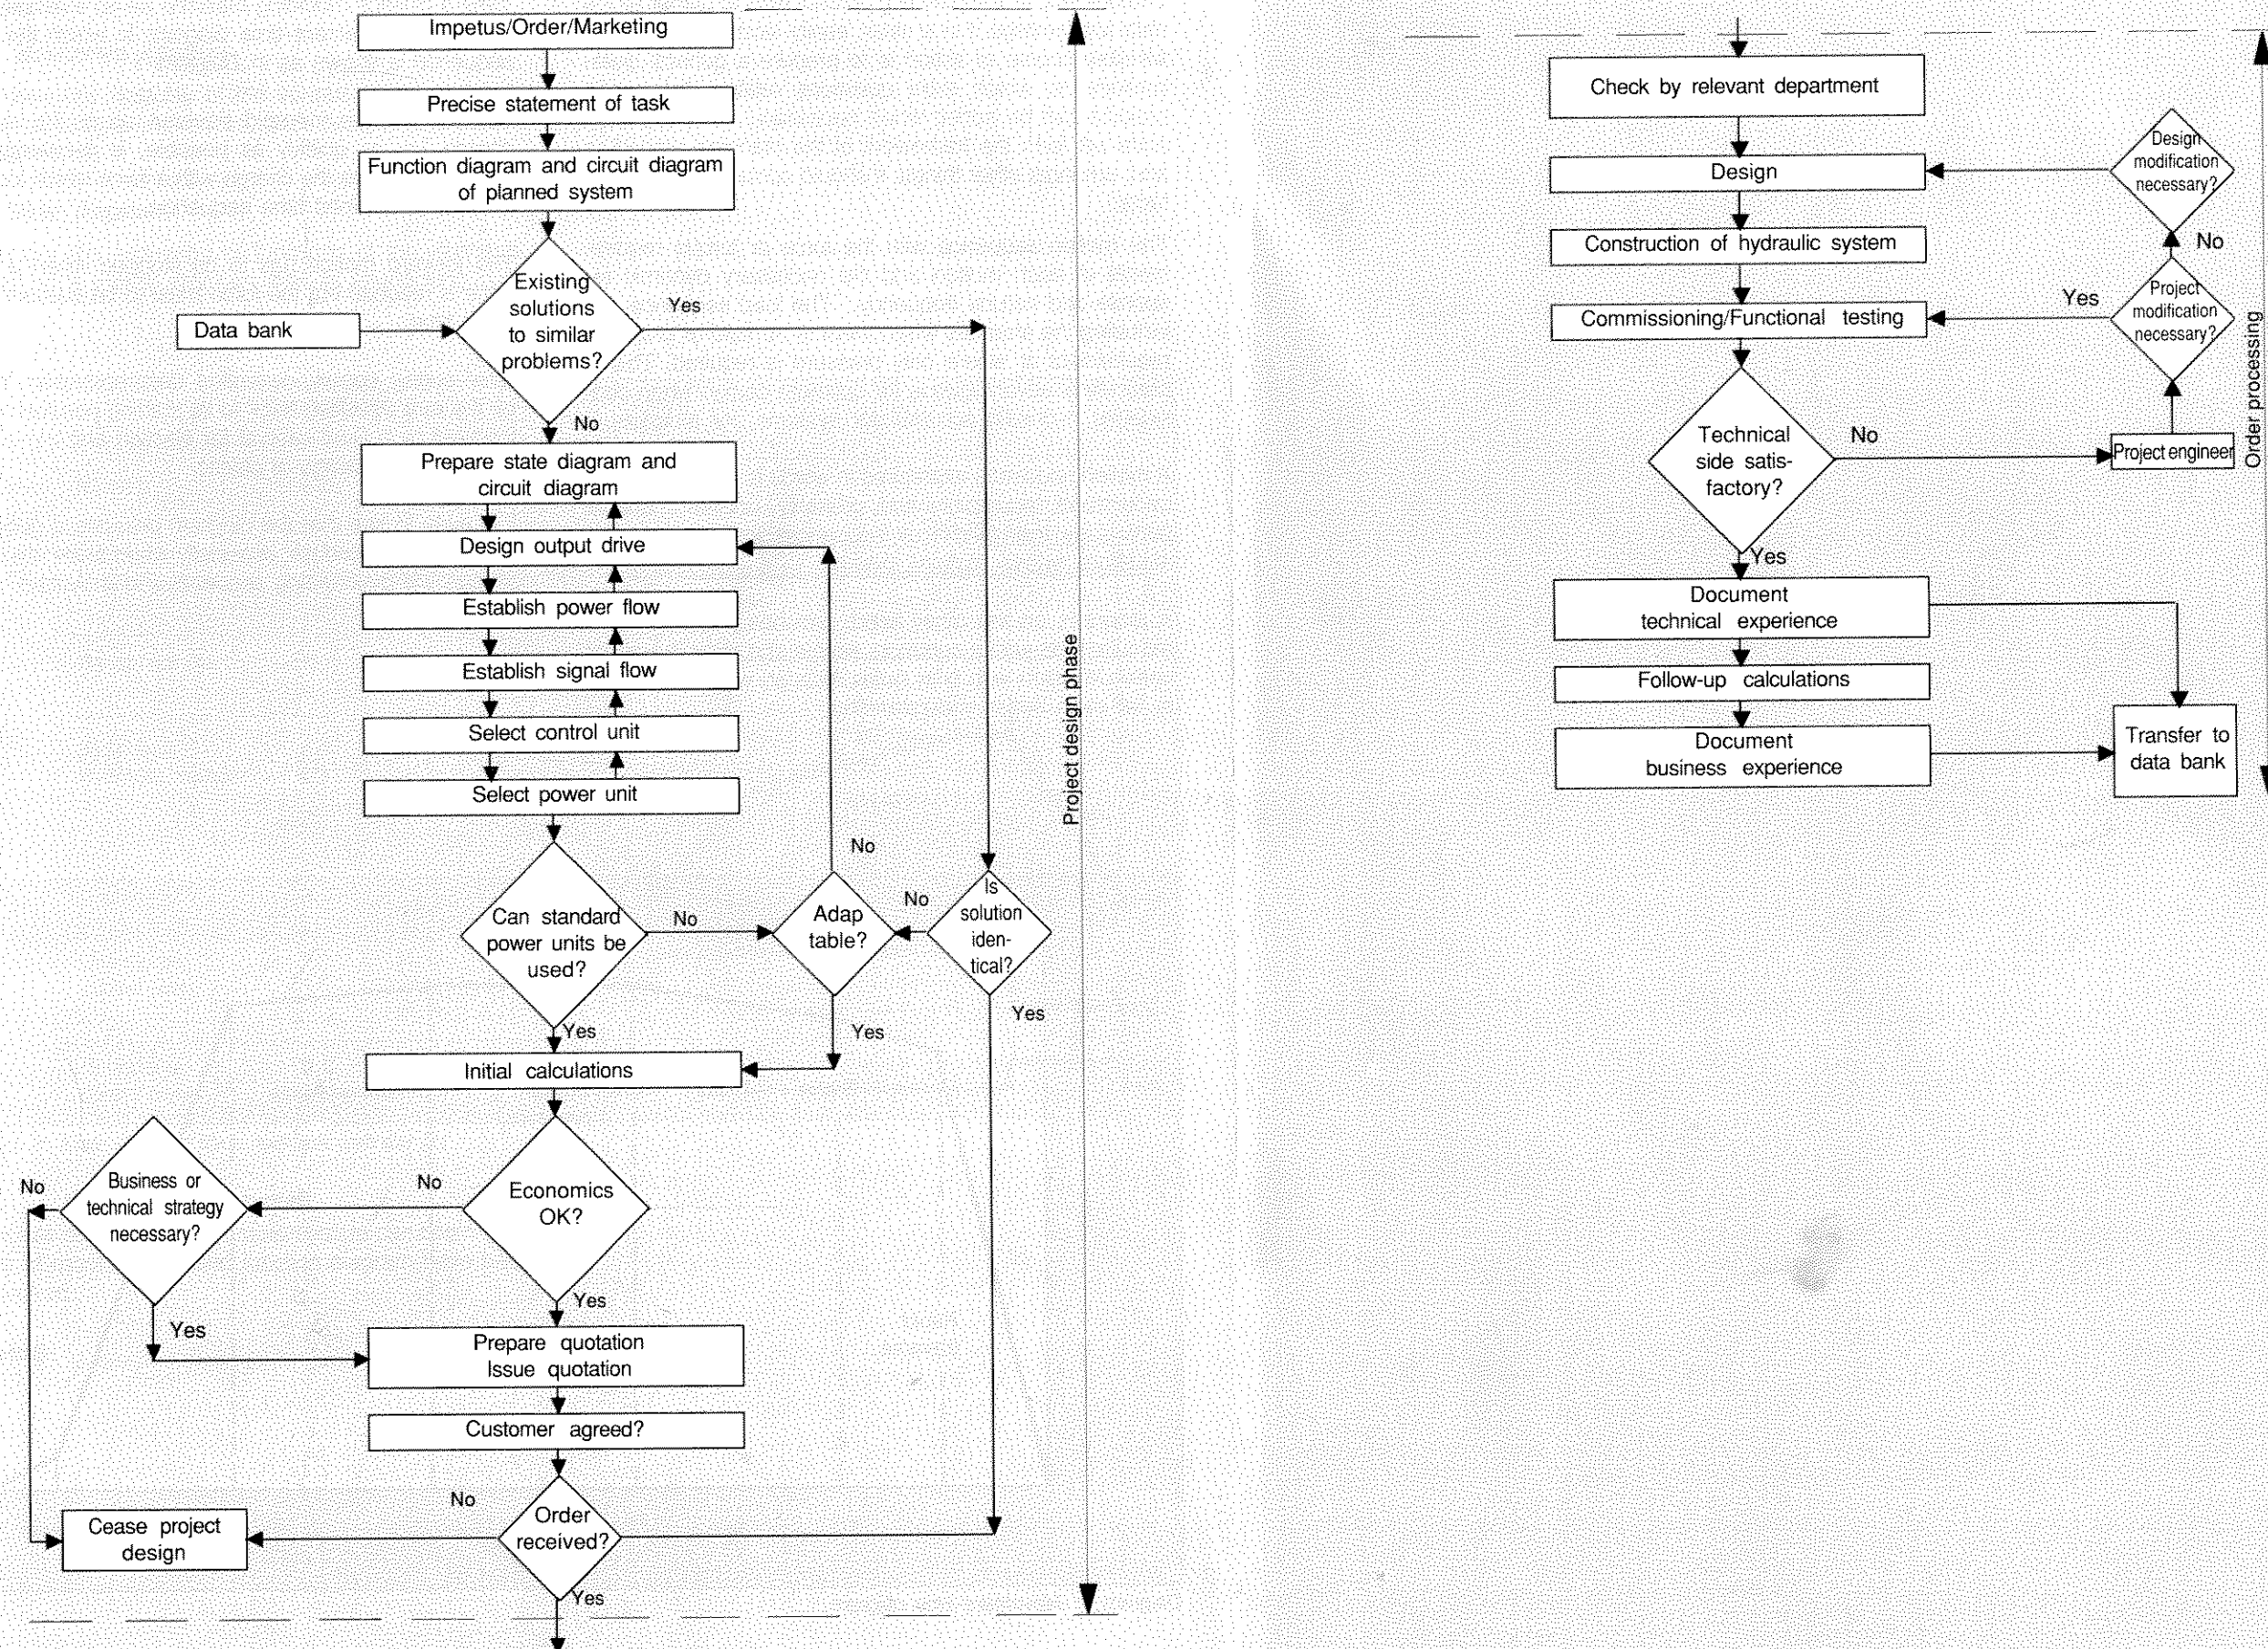 Impetus/Order/Marketing
Precise statement of task
Function diagram and circuit diagram
of planned system
Existing
solutions
to similar
problems?
Data bank
Yes
No
Prepare state diagram and
circuit diagram
Design output drive
Establish power flow
Establish signal flow
Select control unit
Select power unit
Can standard
power units be
used?
No
Adap
table?
No
No
Is
solution
iden-
tical?
Yes
Yes
Yes
Initial calculations
Economics
OK?
No
Business or
technical strategy
necessary?
No
Yes
Yes
Prepare quotation
Issue quotation
Customer agreed?
Order
received?
No
Cease project
design
Yes
Project design phase
Check by relevant department
Design
Design
modification
necessary?
Construction of hydraulic system
No
Commissioning/Functional testing
Yes
Project
modification
necessary?
Technical
side satis-
factory?
No
Project engineer
Yes
Document
technical experience
Follow-up calculations
Document
business experience
Transfer to
data bank
Order processing